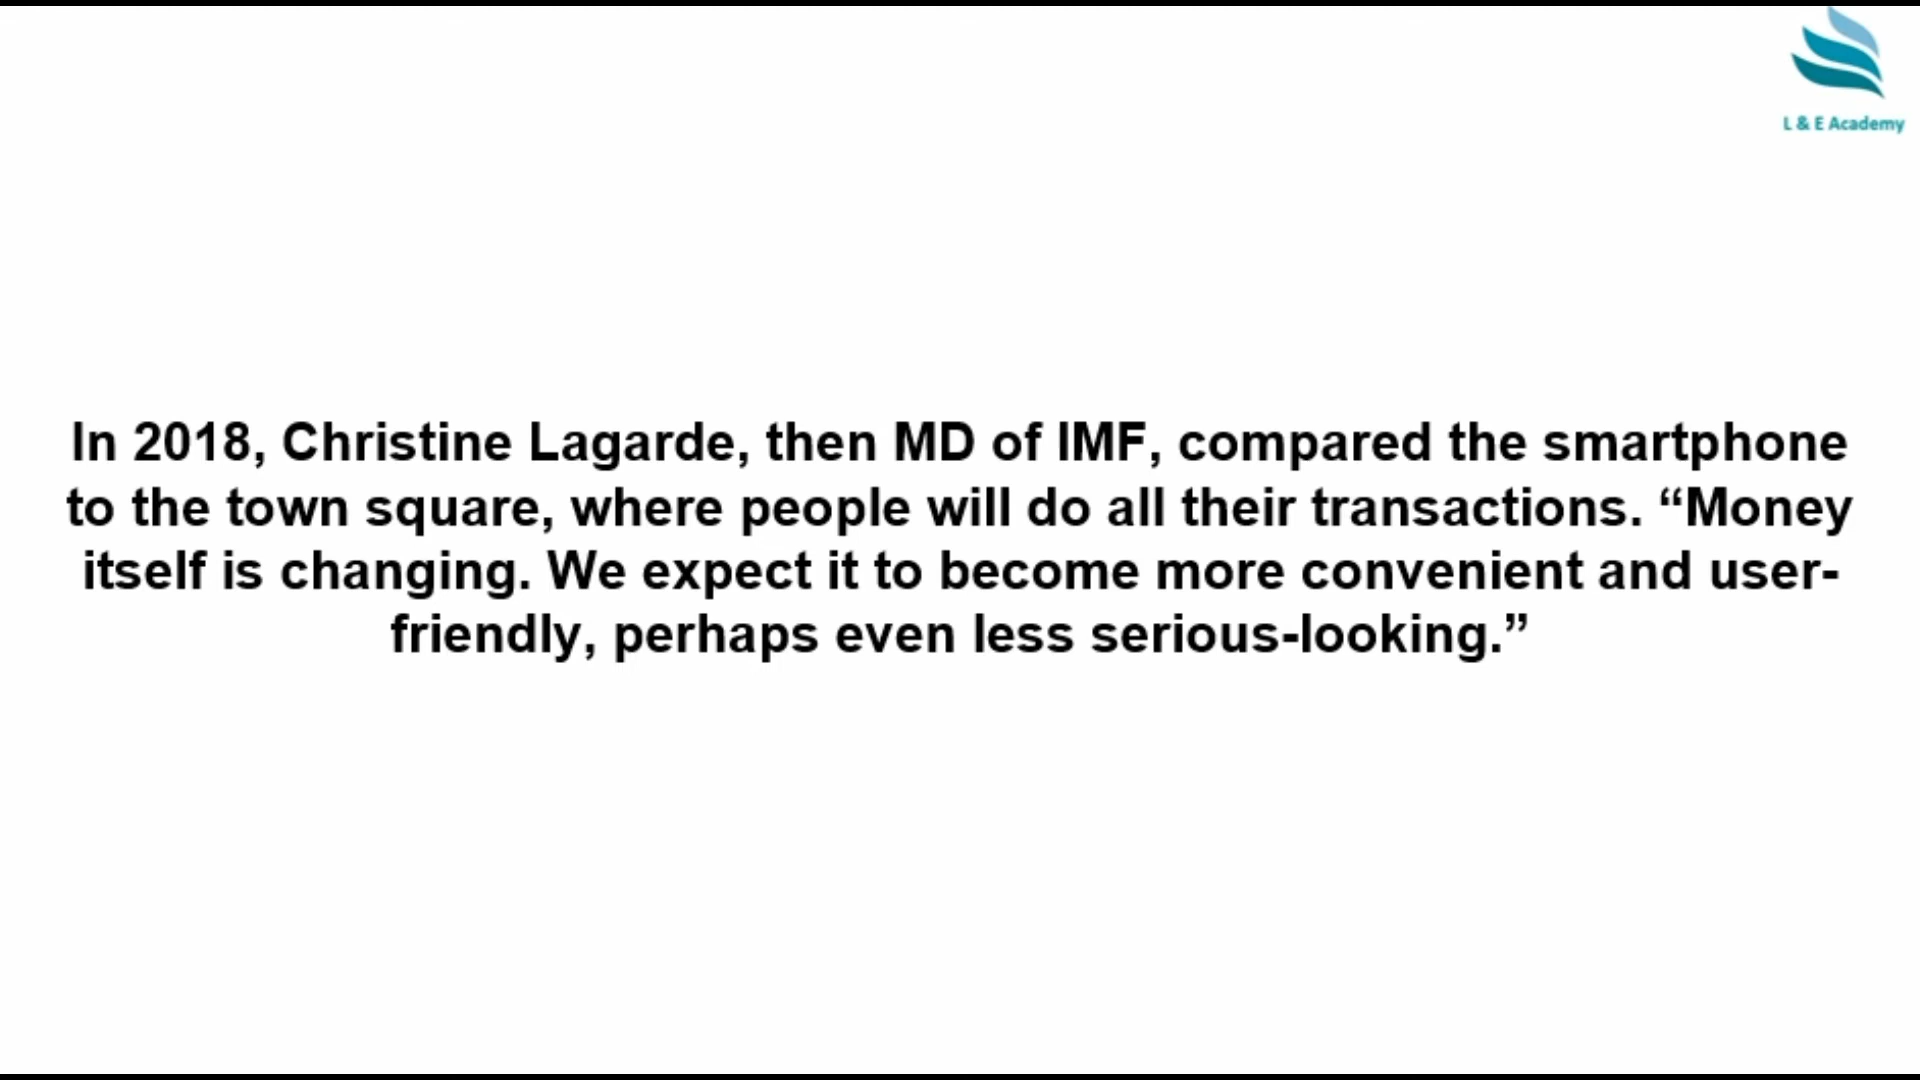 L & E Academy
In 2018, Christine Lagarde, then MD of IMF, compared the smartphone
to the town square, where people will do all their transactions. “Money
itself is changing. We expect it to become more convenient and user-
friendly, perhaps even less serious-looking.”